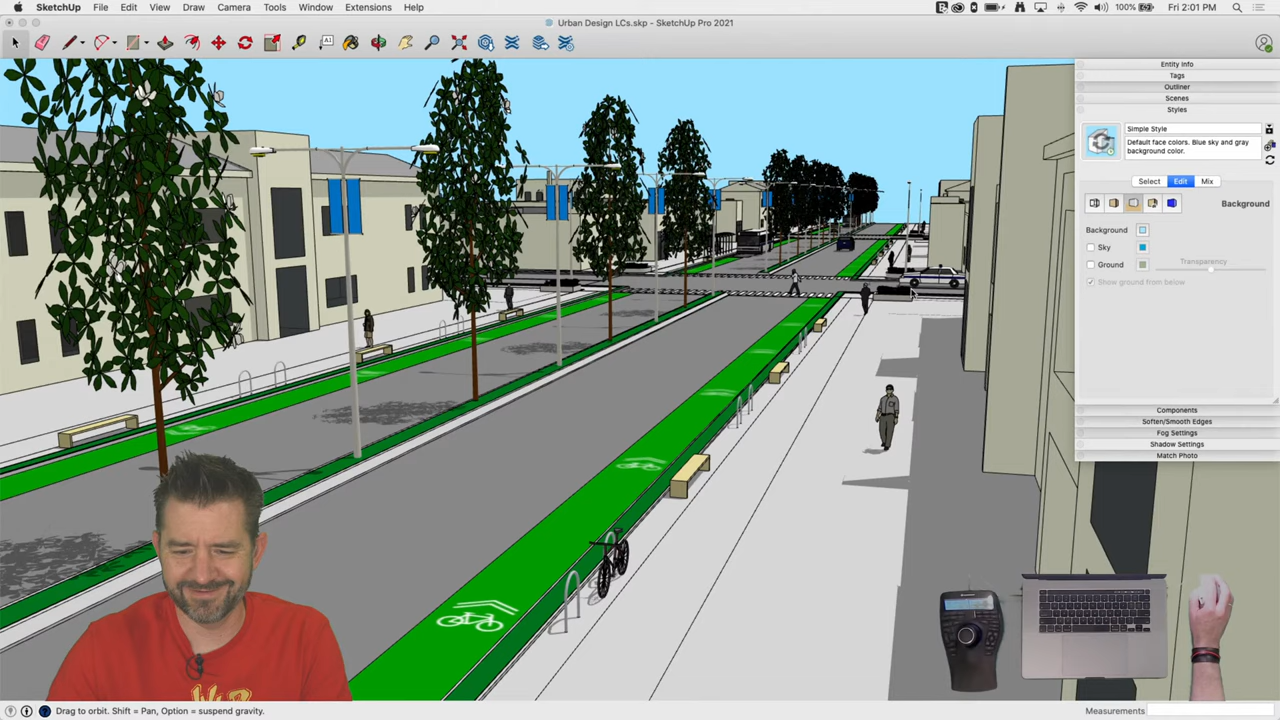 SketchUp File Edit View Draw Camera Tools Window Extensions Help
100% Fri 2:01 PM
Urban Design LCs.skp - SketchUp Pro 2021
A1
Entity Info
Tags
Outliner
Scenes
Styles
Simple Style
Default face colors. Blue sky and gray
background color.
Select Edit Mix
Background
Background
Sky
Ground
Transparency
Show ground from below
Components
Soften/Smooth Edges
Fog Settings
Shadow Settings
Match Photo
Drag to orbit. Shift = Pan, Option = suspend gravity.
Measurements